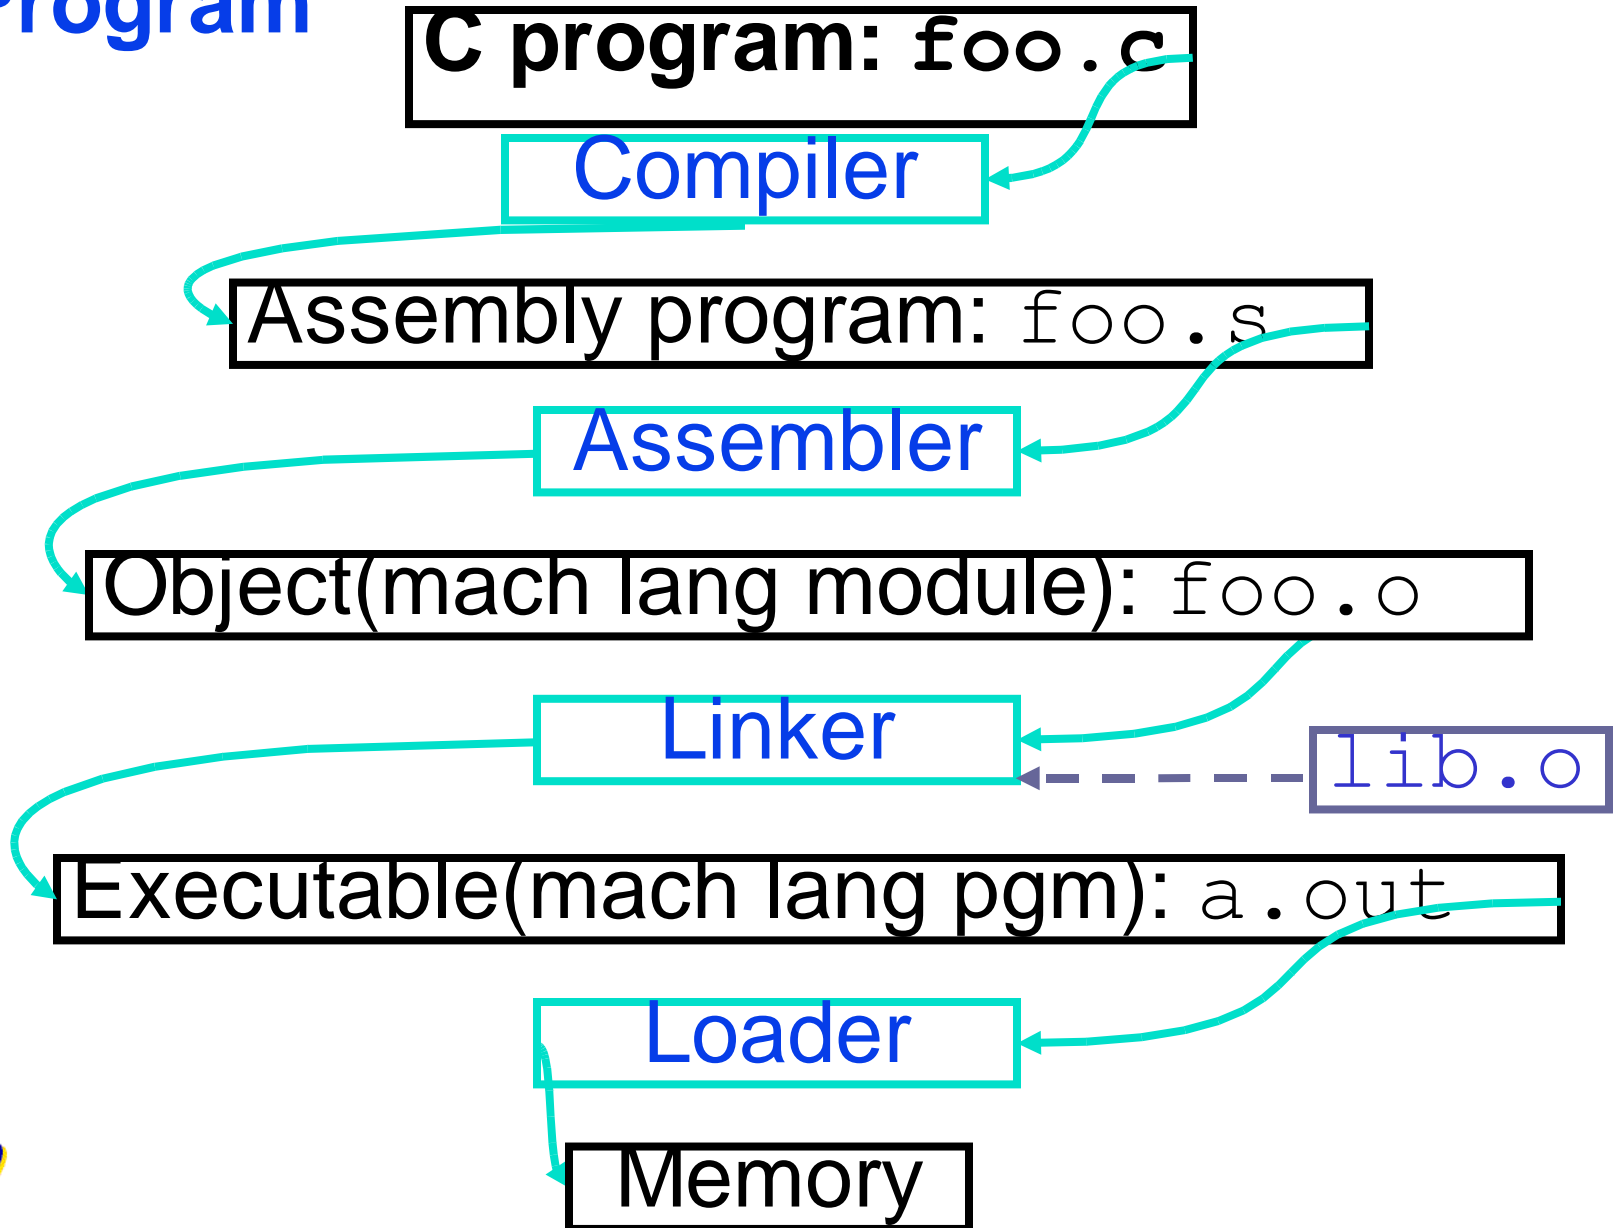 Program
C program: foo.c
Compiler
Assembly program: foo.s
Assembler
Object(mach lang module): foo.o
Linker
lib.o
Executable(mach lang pgm): a.out
Loader
Memory